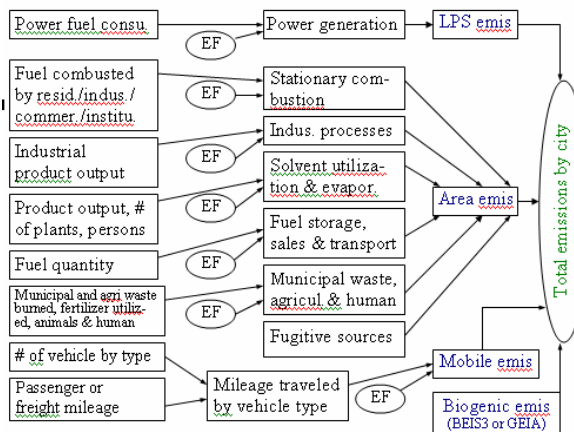 Power fuel consu.
EF
Power generation
LPS emis
Fuel combusted
by resid./indus./
commer./institu.
EF
Stationary com-
bustion
Industrial
product output
EF
Indus. processes
Product output, #
of plants, persons
EF
Solvent utiliza-
tion & evapor.
Area emis
Fuel quantity
EF
Fuel storage,
sales & transport
Municipal and agri waste
burned, fertilizer utiliz-
ed, animals & human
EF
Municipal waste,
agricul. & human
Fugitive sources
# of vehicle by type
Passenger or
freight mileage
Mileage traveled
by vehicle type
EF
Mobile emis
Biogenic emis
(BEIS3 or GEIA)
Total emissions by city